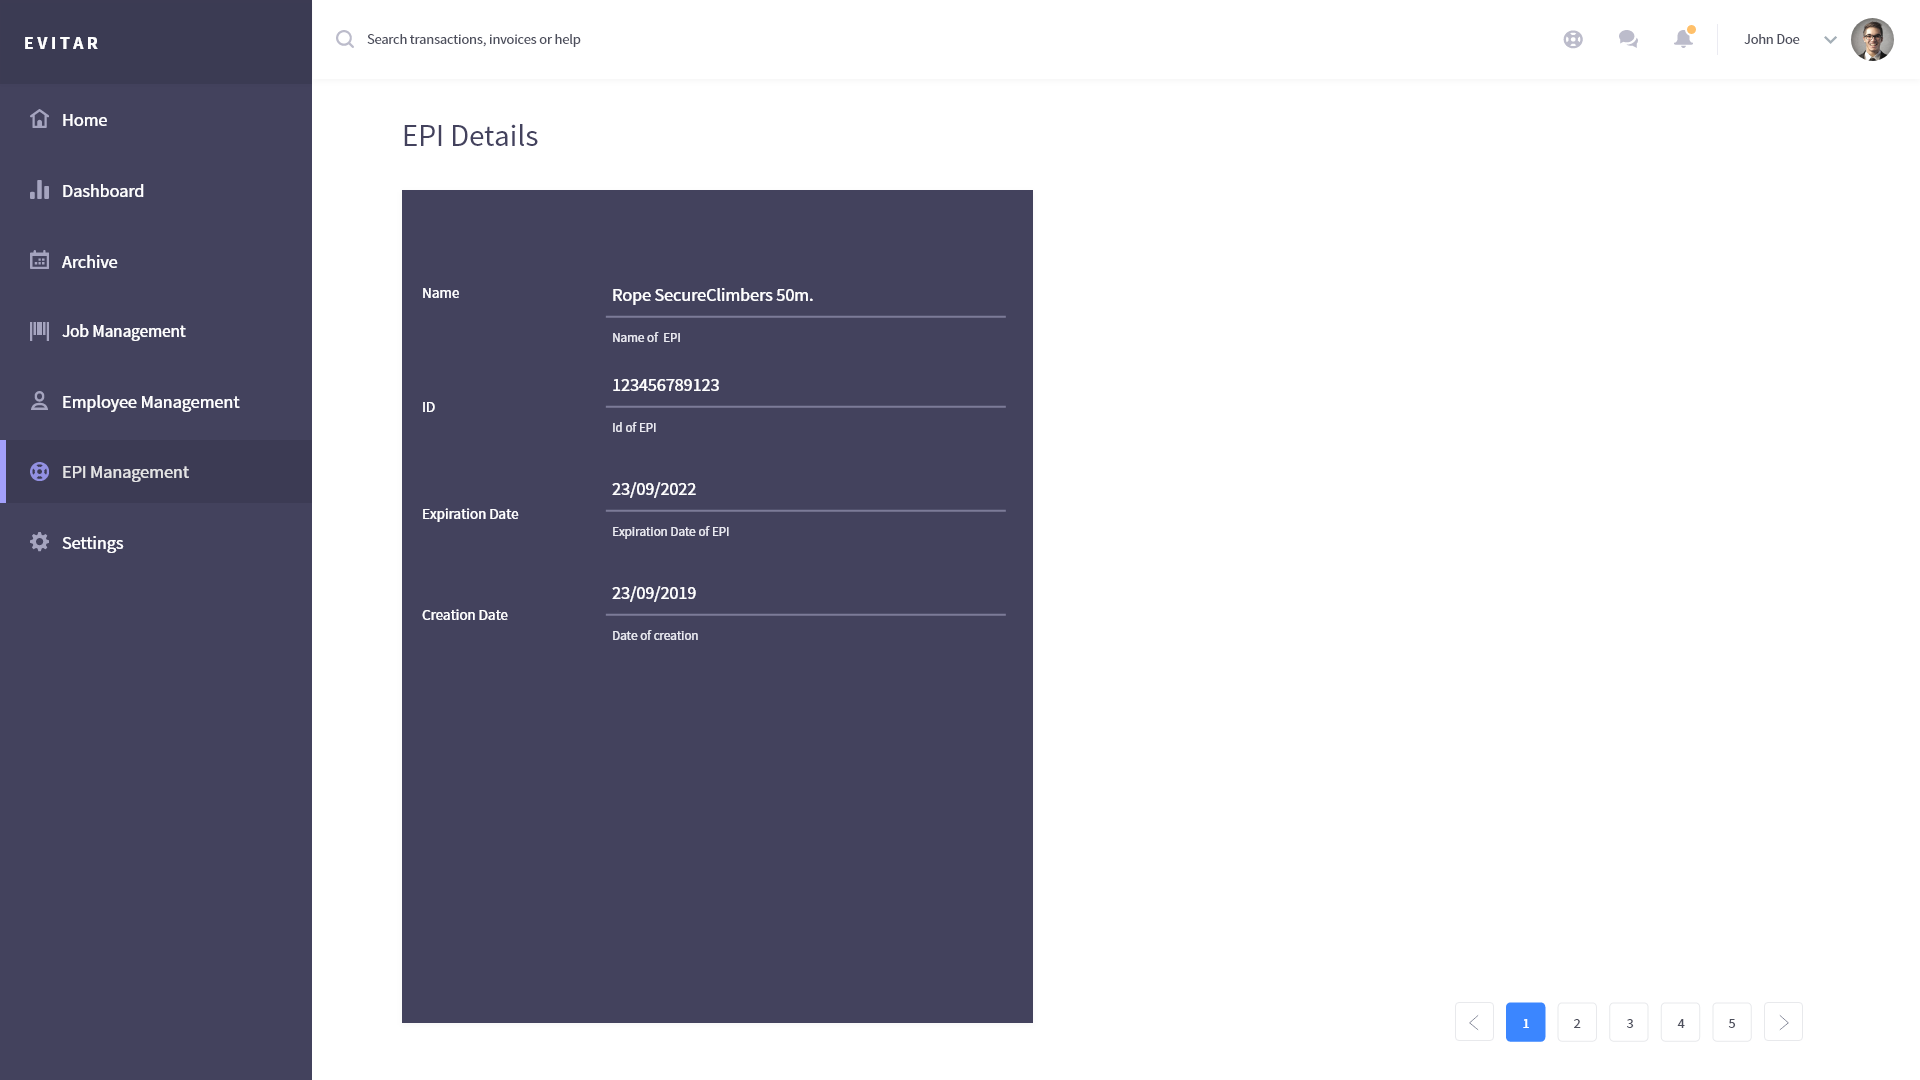 EVITAR
Search transactions, invoices or help
John Doe
Home
Dashboard
Archive
Job Management
Employee Management
EPI Management
Settings
EPI Details
Name
Rope SecureClimbers 50m.
Name of  EPI
ID
123456789123
Id of EPI
Expiration Date
23/09/2022
Expiration Date of EPI
Creation Date
23/09/2019
Date of creation
1 2 3 4 5